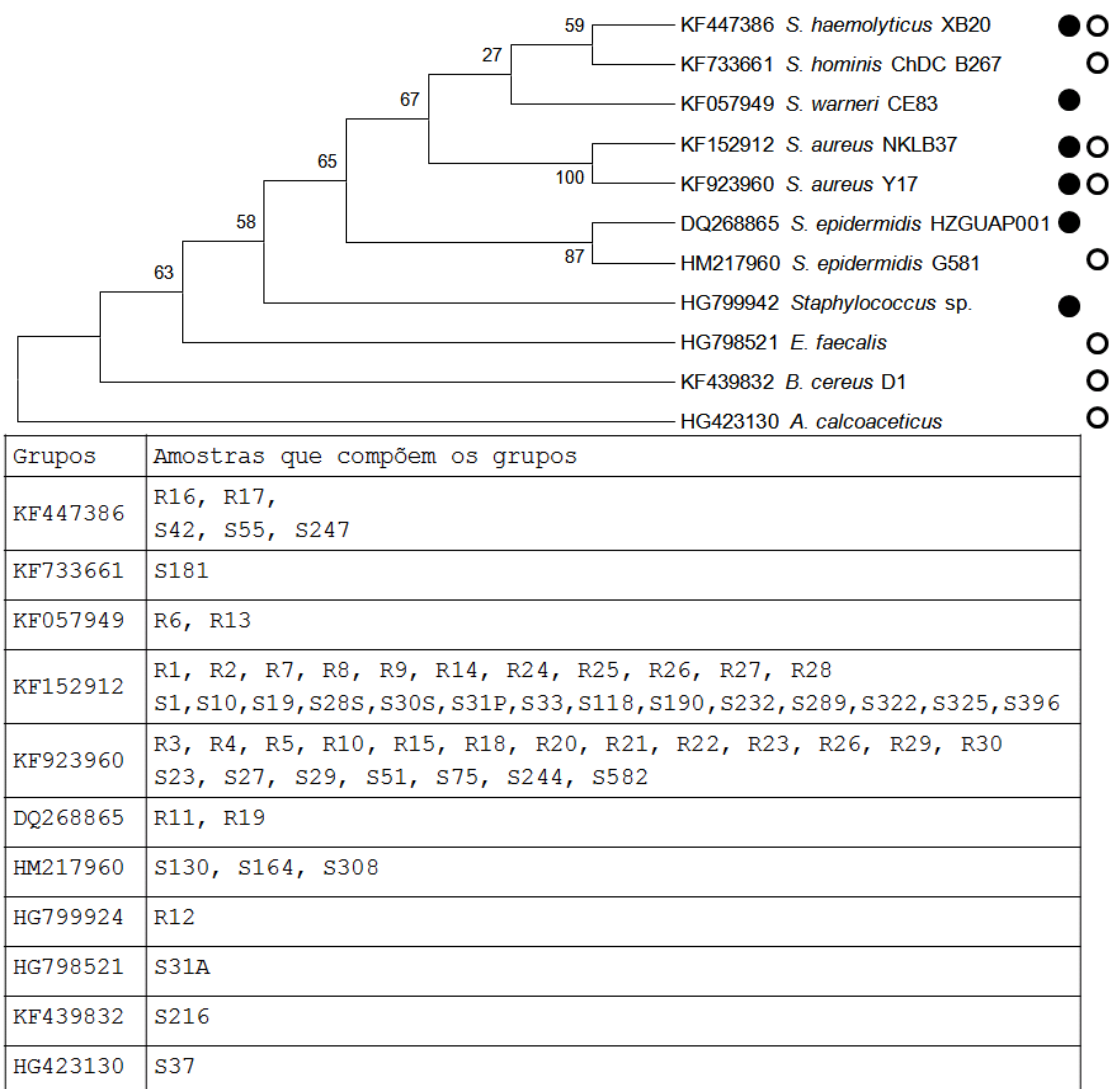 59
KF447386 S. haemolyticus XB20
27
KF733661 S. hominis ChDC B267
67
KF057949 S. warneri CE83
KF152912 S. aureus NKLB37
65
100
KF923960 S. aureus Y17
58
DQ268865 S. epidermidis HZGUAP001
87
HM217960 S. epidermidis G581
63
HG799942 Staphylococcus sp.
HG798521 E. faecalis
KF439832 B. cereus D1
HG423130 A. calcoaceticus
Grupos Amostras que compõem os grupos
KF447386 R16, R17,
S42, S55, S247
KF733661 S181
KF057949 R6, R13
KF152912 R1, R2, R7, R8, R9, R14, R24, R25, R26, R27, R28
S1,S10,S19,S28S,S30S,S31P,S33,S118,S190,S232,S289,S322,S325,S396
KF923960 R3, R4, R5, R10, R15, R18, R20, R21, R22, R23, R26, R29, R30
S23, S27, S29, S51, S75, S244, S582
DQ268865 R11, R19
HM217960 S130, S164, S308
HG799924 R12
HG798521 S31A
KF439832 S216
HG423130 S37